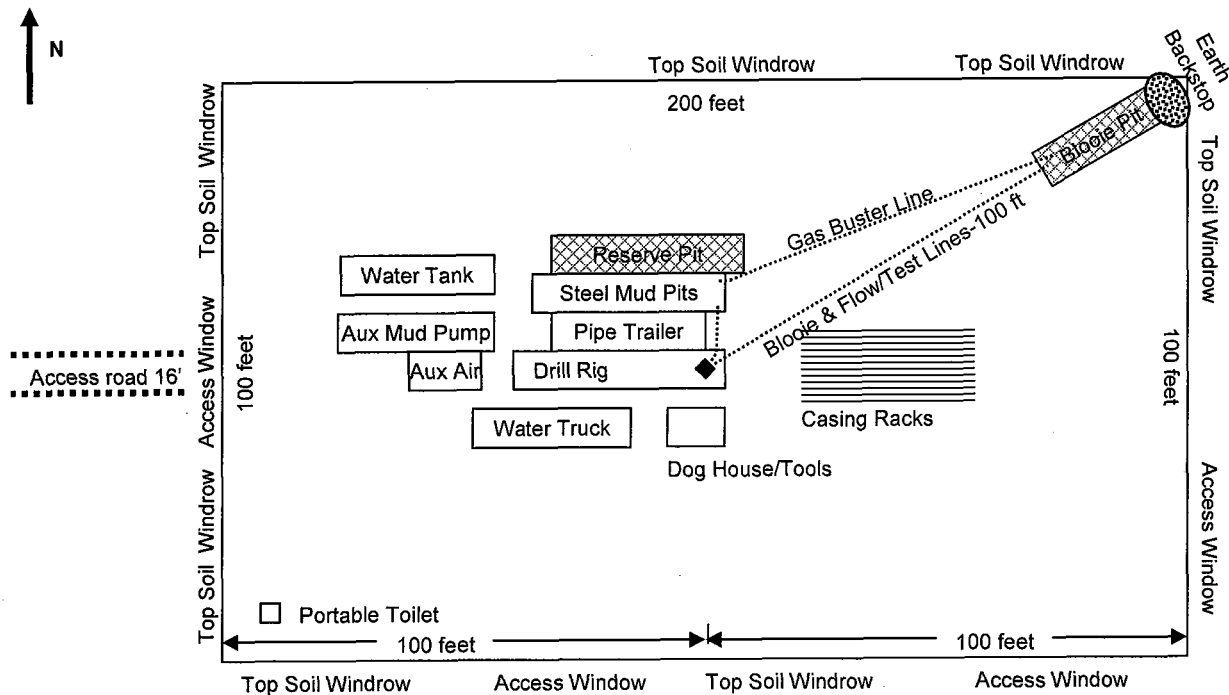 N
Top Soil Windrow
Top Soil Windrow
Earth
Backstop
200 feet
Top Soil Windrow
Blooie Pit
Top Soil Windrow
Gas Buster Line
Blooie & Flow/Test Lines-100 ft
Reserve Pit
Water Tank
Steel Mud Pits
Aux Mud Pump
Pipe Trailer
Access road 16'
Access Window
100 feet
Aux Air
Drill Rig
100 feet
Water Truck
Casing Racks
Dog House/Tools
Access Window
Top Soil Windrow
Portable Toilet
100 feet
100 feet
Top Soil Windrow
Access Window
Top Soil Windrow
Access Window